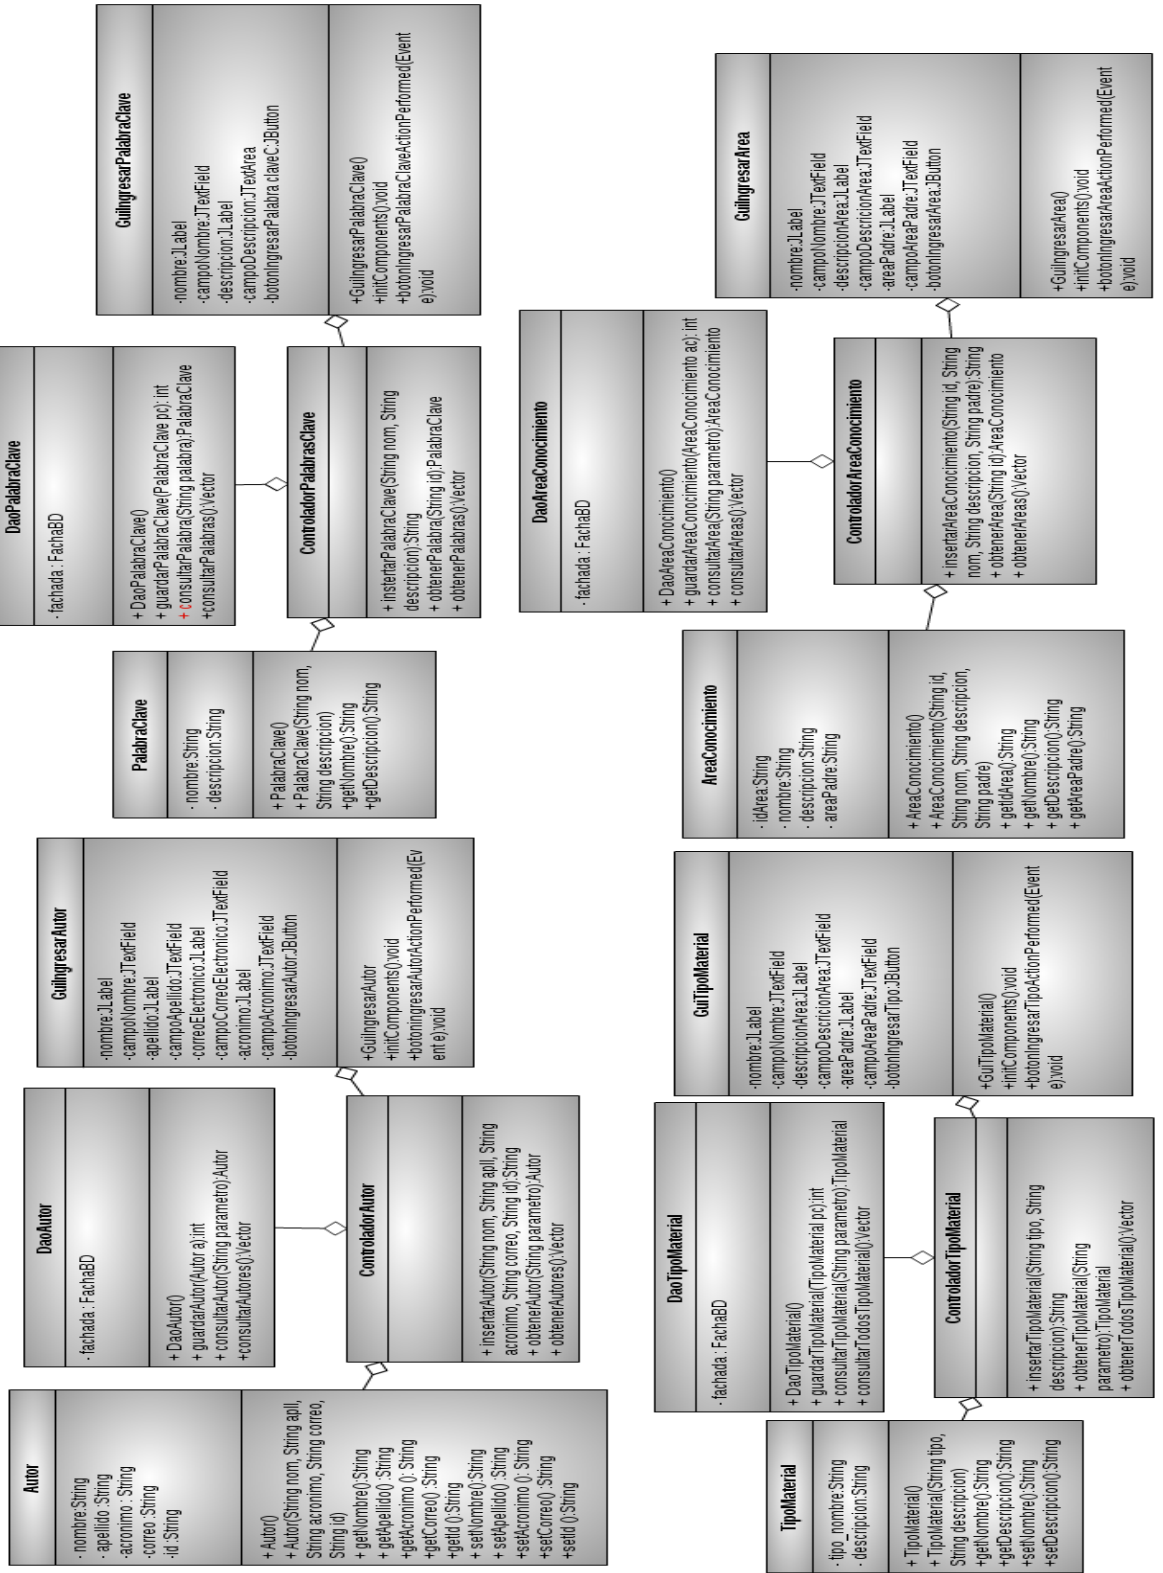 GuiIngresarPalabraClave
-nombre:JLabel
-campoNombre:JTextField
-descripcion:JLabel
-campoDescripcion:JTextArea
-botonIngresarPalabra claveC:JButton
+GuiIngresarPalabraClave()
+initComponents():void
+botonIngresarPalabraClaveActionPerformed(Event
e):void
DaoPalabraClave
- fachada : FachaBD
+ DaoPalabraClave()
+ guardarPalabraClave(PalabraClave pc): int
+ consultarPalabra(String palabra):PalabraClave
+consultarPalabras():Vector
ControladorPalabrasClave
+ instertarPalabraClave(String nom, String
descripcion):String
+ obtenerPalabra(String id):PalabraClave
+ obtenerPalabras():Vector
PalabraClave
- nombre:String
- descripcion:String
+ PalabraClave()
+ PalabraClave(String nom,
String descripcion)
+getNombre():String
+getDescripcion():String
GuiIngresarArea
-nombre:JLabel
-campoNombre:JTextField
-descripcionArea:JLabel
-campoDescricionArea:JTextField
-areaPadre:JLabel
-campoAreaPadre:JTextField
-botonIngresarArea:JButton
+GuiIngresarArea()
+initComponents():void
+botonIngresarAreaActionPerformed(Event
e):void
DaoAreaConocimiento
- fachada : FachaBD
+ DaoAreaConocimiento()
+ guardarAreaConocimiento(AreaConocimiento ac): int
+ consultarArea(String parametro):AreaConocimiento
+ consultarAreas():Vector
ControladorAreaConocimiento
+ insertarAreaConocimiento(String id, String
nom, String descripcion, String padre):String
+ obtenerArea(String id):AreaConocimiento
+ obtenerAreas():Vector
AreaConocimiento
- idArea:String
- nombre:String
- descripcion:String
- areaPadre:String
+ AreaConocimiento()
+ AreaConocimiento(String id,
String nom, String descripcion,
String padre)
+ getIdArea():String
+ getNombre():String
+ getDescripcion():String
+ getAreaPadre():String
GuiIngresarAutor
-nombre:JLabel
-campoNombre:JTextField
-apellido:JLabel
-campoApellido:JTextField
-correoElectronico:JLabel
-campoCorreoElectronico:JTextField
-acronimo:JLabel
-campoAcronimo:JTextField
-botonIngresarAutor:JButton
+GuiIngresarAutor
+initComponents():void
+botoningresarAutorActionPerformed(Ev
ent e):void
DaoAutor
- fachada : FachaBD
+ DaoAutor()
+ guardarAutor(Autor a):int
+ consultarAutor(String parametro):Autor
+consultarAutores():Vector
ControladorAutor
+ insertarAutor(String nom, String apll, String
acronimo, String correo, String id):String
+ obtenerAutor(String parametro):Autor
+ obtenerAutores():Vector
Autor
- nombre:String
- apellido :String
-acronimo : String
-correo :String
-id :String
+ Autor()
+ Autor(String nom, String apll,
String acronimo, String correo,
String id)
+ getNombre():String
+ getApellido() :String
+getAcronimo (): String
+getCorreo() :String
+getId ():String
+ setNombre():String
+ setApellido() :String
+setAcronimo (): String
+setCorreo() :String
+setId ():String
GuiTipoMaterial
-nombre:JLabel
-campoNombre:JTextField
-descripcionArea:JLabel
-campoDescricionArea:JTextField
-areaPadre:JLabel
-campoAreaPadre:JTextField
-botonIngresarTipo:JButton
+GuiTipoMaterial()
+initComponents():void
+botonIngresarTipoActionPerformed(Event
e):void
DaoTipoMaterial
- fachada : FachaBD
+ DaoTipoMaterial()
+ guardarTipoMaterial(TipoMaterial pc):int
+ consultarTipoMaterial(String parametro):TipoMaterial
+ consultarTodosTipoMaterial():Vector
ControladorTipoMaterial
+ insertarTipoMaterial(String tipo, String
descripcion):String
+ obtenerTipoMaterial(String
parametro):TipoMaterial
+ obtenerTodosTipoMaterial():Vector
TipoMaterial
- tipo_nombre:String
- descripcion:String
+ TipoMaterial()
+ TipoMaterial(String tipo,
String descripcion)
+getNombre():String
+getDescripcion():String
+setNombre():String
+setDescripcion():String